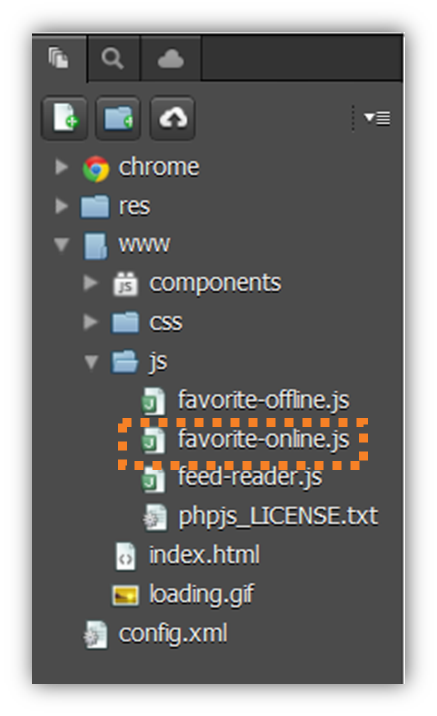 chrome
res
www
components
css
js
favorite-offline.js
favorite-online.js
feed-reader.js
phpjs_LICENSE.txt
index.html
loading.gif
config.xml